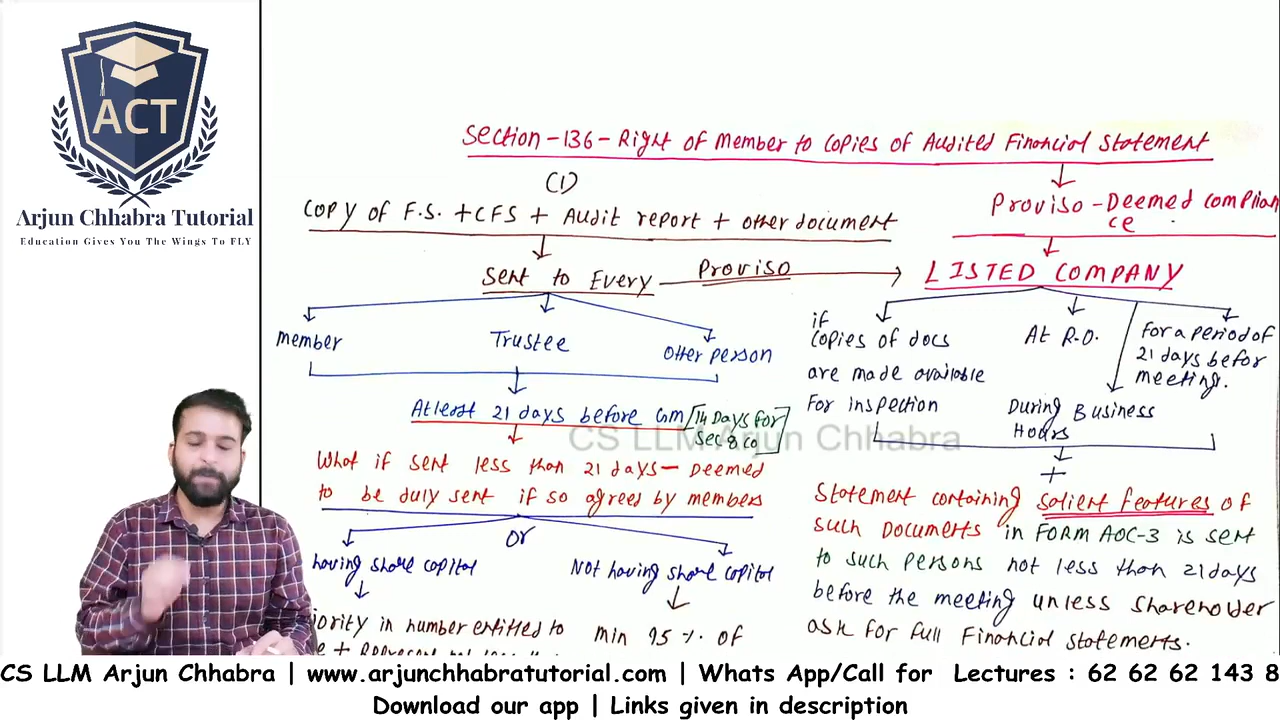 ACT
Arjun Chhabra Tutorial
Education Gives You The Wings To FLY
Section-136-Right of Member to Copies of Audited Financial Statement
(1)
Copy of F.S. +CFS + Audit report + other document
Proviso - Deemed complian
ce
Sent to Every
Proviso
LISTED COMPANY
member
Trustee
other person
if
copies of docs
are made available
for inspection
At R.O.
During Business
Hours
For a period of
21 days befor
meeting.
Atleast 21 days before GM
[14 Days for
Sec 8 co]
CS LLM Arjun Chhabra
What if sent less than 21 days - Deemed
to be duly sent if so agrees by members
or
having share capital
Not having share capital
iority in number entitled to
min 95 %. of
+
Statement containing salient features of
such Documents in FORM AOC-3 is sent
to such persons not less than 21 days
before the meeting unless shareholder
ask for full Financial statements.
CS LLM Arjun Chhabra | www.arjunchhabratutorial.com | Whats App/Call for Lectures : 62 62 62 143 8
Download our app | Links given in description